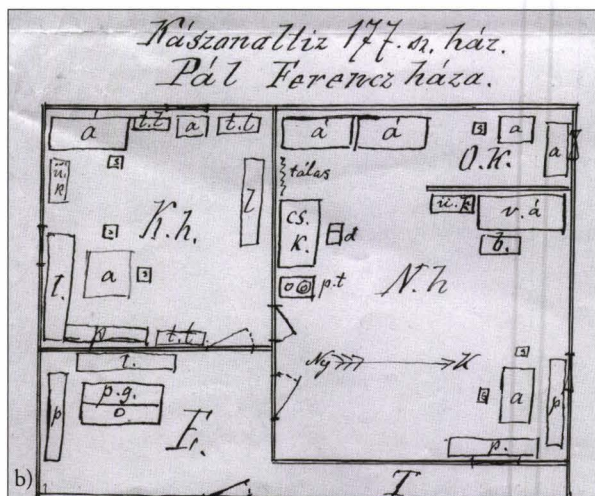 Kászonaltiz 177. sz. ház.
Pál Ferencz háza.
á t.l a t.t á á s a
O.K. a
ü.k s l tálas
cs. k. d ü.k v.á
b.
K.h. s
a s o o p.t N.h
t.
p t.t.
Ny K
s
t. a s p
p p.g. o
E. p.
b) T